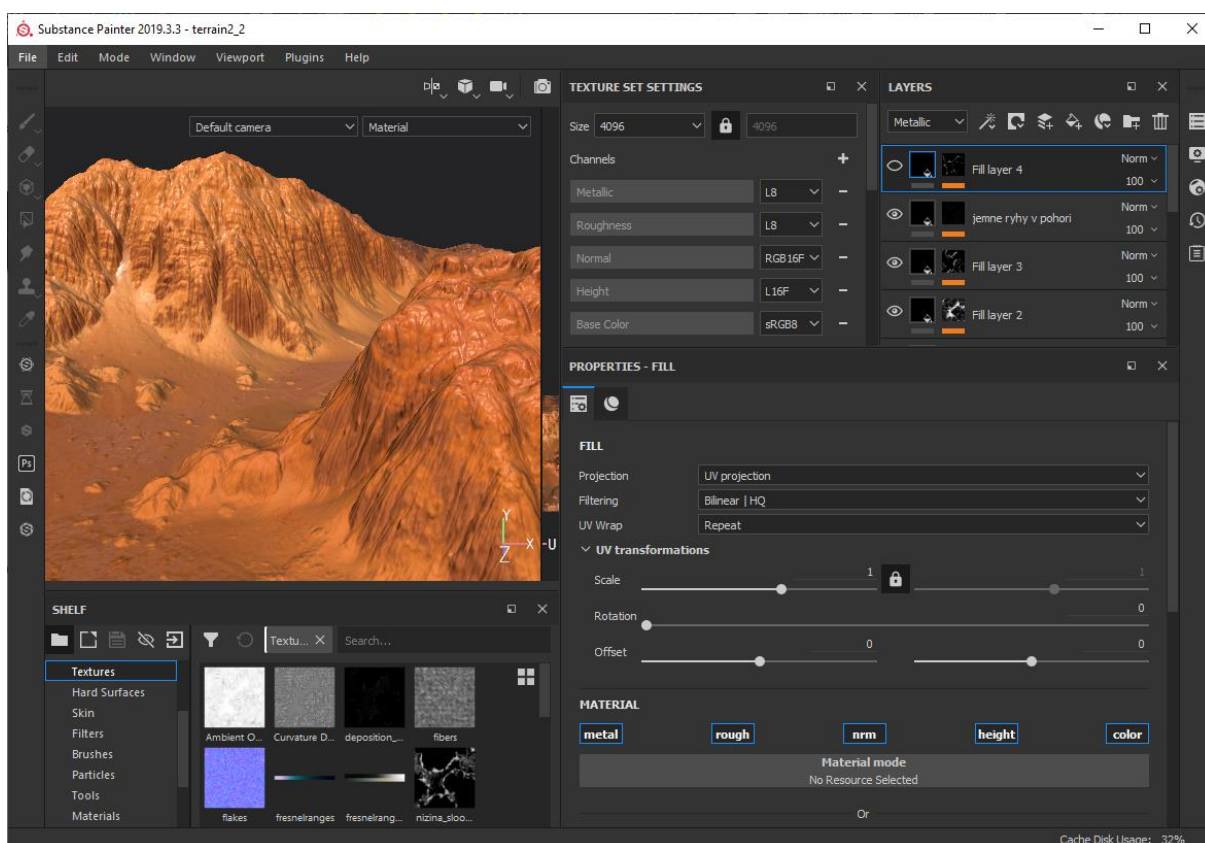 Substance Painter 2019.3.3 - terrain2_2
File Edit Mode Window Viewport Plugins Help
Default camera
Material
Y
X
Z
-U
SHELF
Textu...
Search...
Textures
Hard Surfaces
Skin
Filters
Brushes
Particles
Tools
Materials
Ambient O...
Curvature D...
deposition_...
fibers
flakes
fresnelranges
fresnelrang...
nizina_sloo...
Ps
TEXTURE SET SETTINGS
Size 4096 4096
Channels
Metallic L8
Roughness L8
Normal RGB16F
Height L16F
Base Color sRGB8
LAYERS
Metallic
Fill layer 4 Norm 100
jemne ryhy v pohori Norm 100
Fill layer 3 Norm 100
Fill layer 2 Norm 100
PROPERTIES - FILL
FILL
Projection UV projection
Filtering Bilinear | HQ
UV Wrap Repeat
UV transformations
Scale 1 1
Rotation 0
Offset 0 0
MATERIAL
metal rough nrm height color
Material mode
No Resource Selected
Or
Cache Disk Usage: 32%